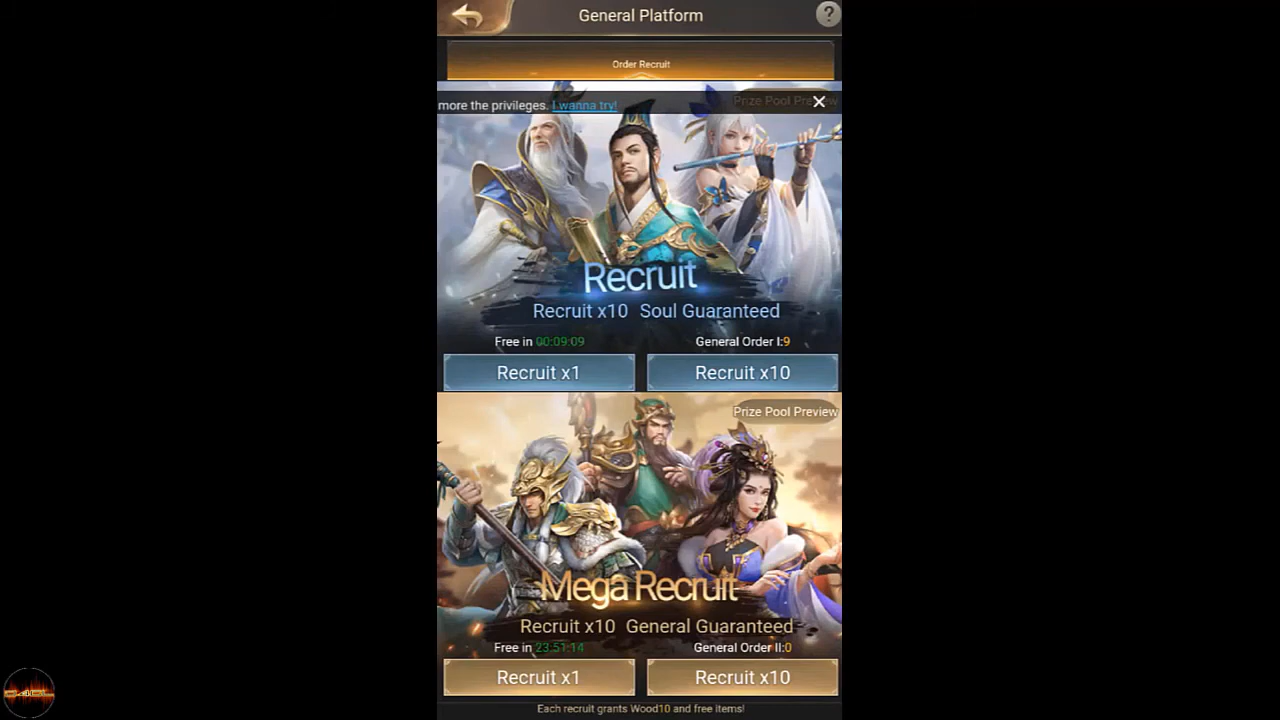 General Platform
?
Order Recruit
Prize Pool Preview
more the privileges. I wanna try!
Recruit
Recruit x10 Soul Guaranteed
Free in 00:09:09
General Order I:9
Recruit x1
Recruit x10
Prize Pool Preview
Mega Recruit
Recruit x10 General Guaranteed
Free in 23:51:14
General Order II:0
Recruit x1
Recruit x10
Each recruit grants Wood10 and free items!